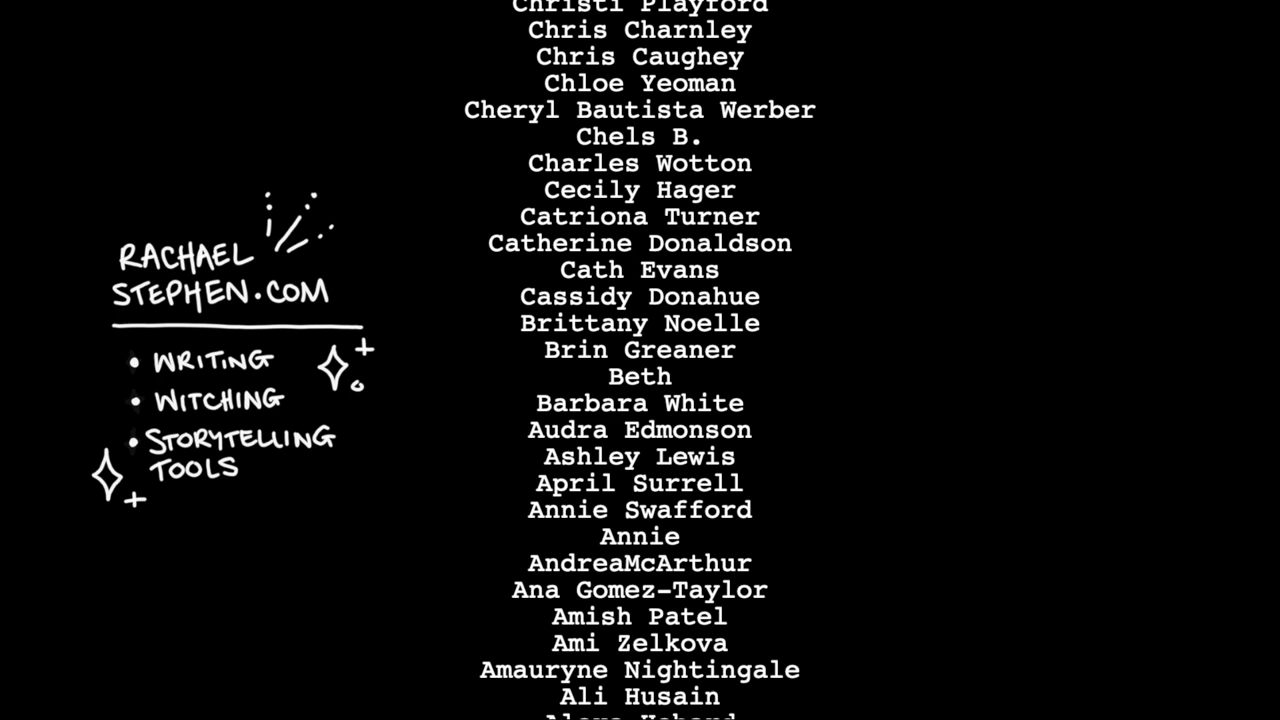 RACHAEL
STEPHEN.COM
• WRITING
• WITCHING
• STORYTELLING
TOOLS
Christi Playford
Chris Charnley
Chris Caughey
Chloe Yeoman
Cheryl Bautista Werber
Chels B.
Charles Wotton
Cecily Hager
Catriona Turner
Catherine Donaldson
Cath Evans
Cassidy Donahue
Brittany Noelle
Brin Greaner
Beth
Barbara White
Audra Edmonson
Ashley Lewis
April Surrell
Annie Swafford
Annie
AndreaMcArthur
Ana Gomez-Taylor
Amish Patel
Ami Zelkova
Amauryne Nightingale
Ali Husain